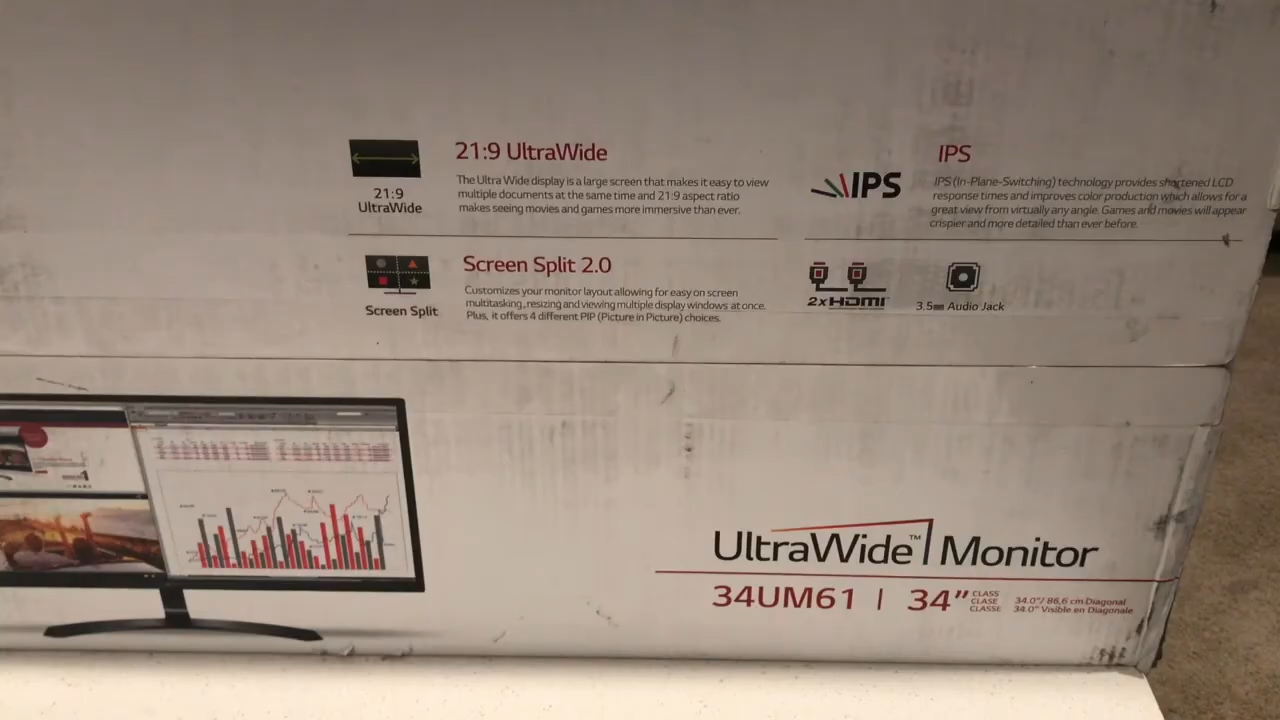 21:9 UltraWide
The Ultra Wide display is a large screen that makes it easy to view
multiple documents at the same time and 21:9 aspect ratio
makes seeing movies and games more immersive than ever.
21:9
UltraWide
IPS
IPS
IPS (In-Plane-Switching) technology provides shortened LCD
response times and improves color production which allows for a
great view from virtually any angle. Games and movies will appear
crispier and more detailed than ever before.
Screen Split 2.0
Customizes your monitor layout allowing for easy on screen
multitasking, resizing and viewing multiple display windows at once.
Plus, it offers 4 different PIP (Picture in Picture) choices.
Screen Split
2xHDMI
3.5mm Audio Jack
UltraWide™ Monitor
34UM61 | 34”
CLASS
CLASE
CLASSE
34.0"/ 86,6 cm Diagonal
34.0" Visible en Diagonale